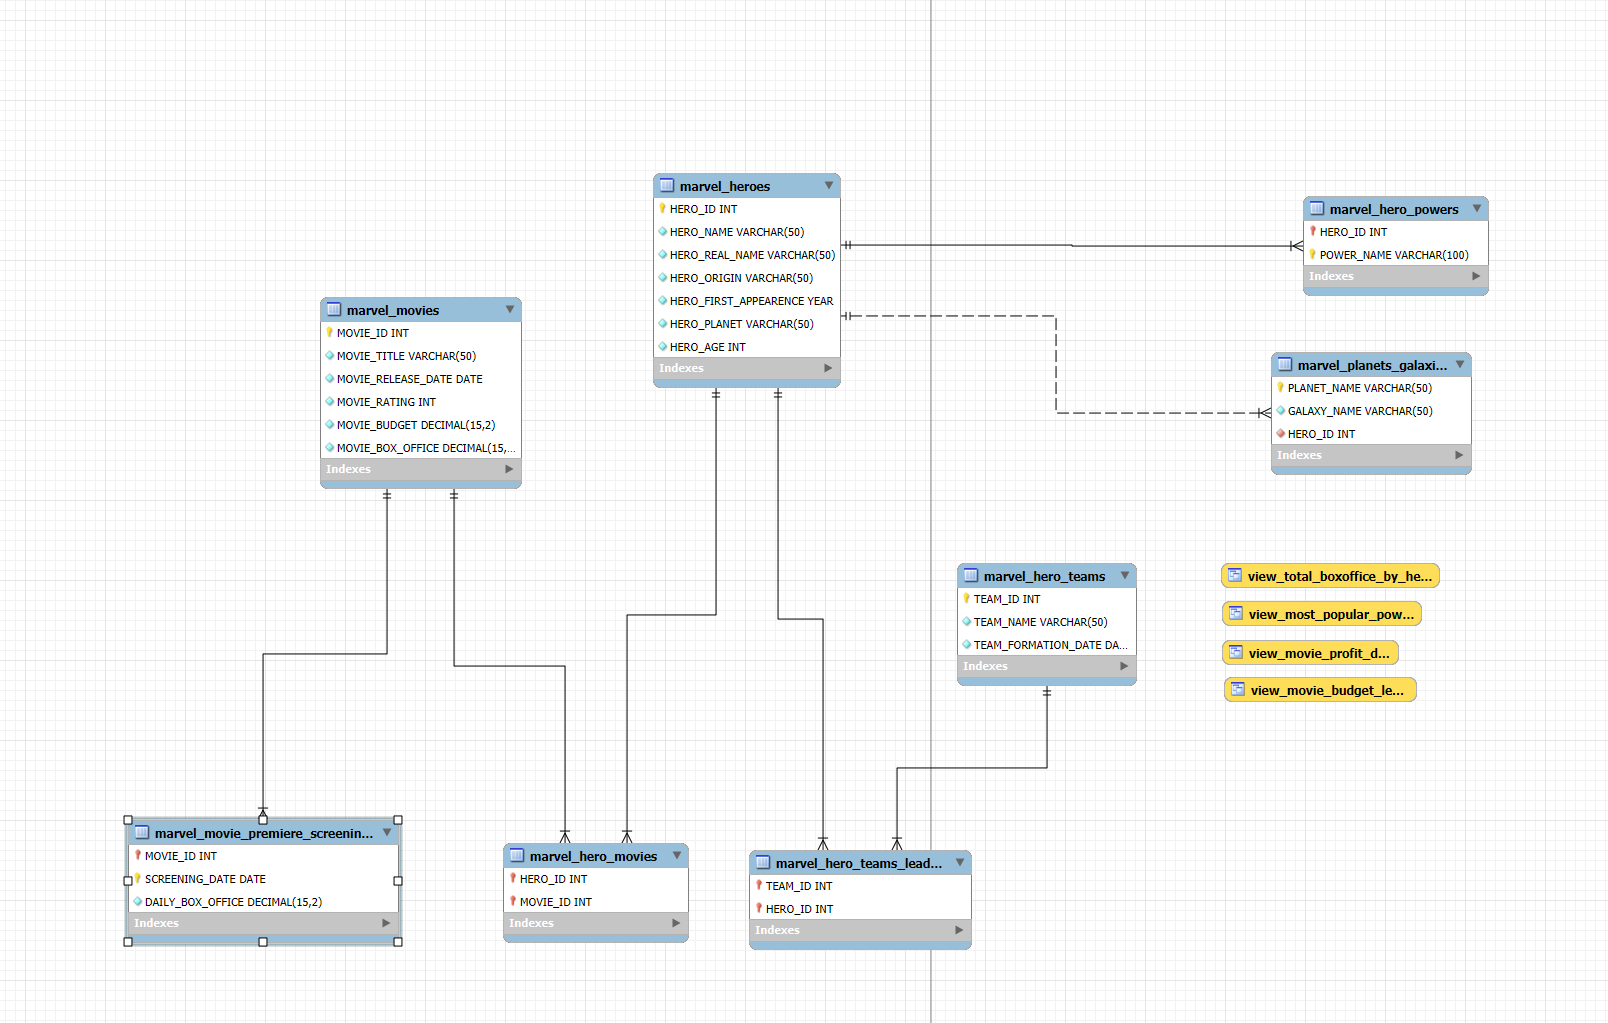 marvel_heroes
HERO_ID INT
HERO_NAME VARCHAR(50)
HERO_REAL_NAME VARCHAR(50)
HERO_ORIGIN VARCHAR(50)
HERO_FIRST_APPEARENCE YEAR
HERO_PLANET VARCHAR(50)
HERO_AGE INT
Indexes
marvel_hero_powers
HERO_ID INT
POWER_NAME VARCHAR(100)
Indexes
marvel_movies
MOVIE_ID INT
MOVIE_TITLE VARCHAR(50)
MOVIE_RELEASE_DATE DATE
MOVIE_RATING INT
MOVIE_BUDGET DECIMAL(15,2)
MOVIE_BOX_OFFICE DECIMAL(15,...
Indexes
marvel_planets_galaxi...
PLANET_NAME VARCHAR(50)
GALAXY_NAME VARCHAR(50)
HERO_ID INT
Indexes
marvel_hero_teams
TEAM_ID INT
TEAM_NAME VARCHAR(50)
TEAM_FORMATION_DATE DA...
Indexes
view_total_boxoffice_by_he...
view_most_popular_pow...
view_movie_profit_d...
view_movie_budget_le...
marvel_movie_premiere_screenin...
MOVIE_ID INT
SCREENING_DATE DATE
DAILY_BOX_OFFICE DECIMAL(15,2)
Indexes
marvel_hero_movies
HERO_ID INT
MOVIE_ID INT
Indexes
marvel_hero_teams_lead...
TEAM_ID INT
HERO_ID INT
Indexes